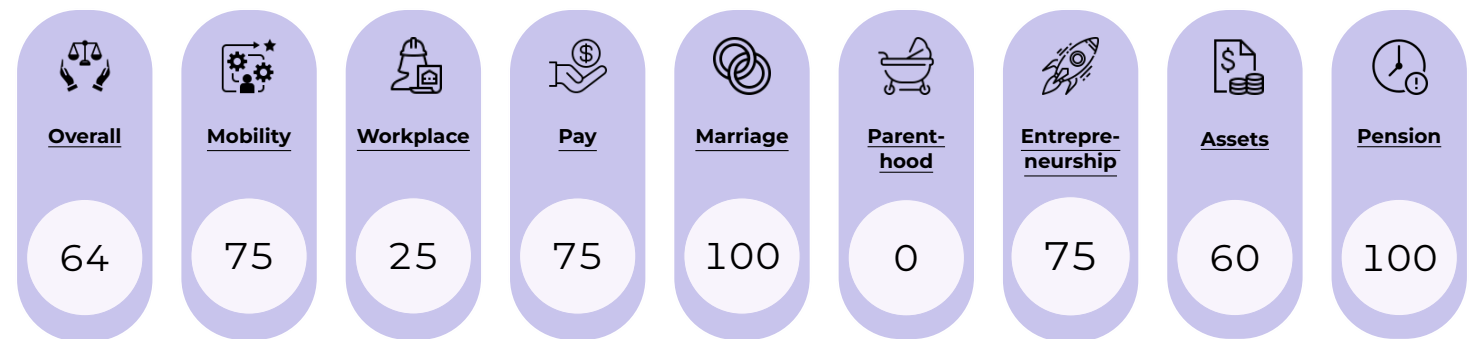 Overall
64
Mobility
75
Workplace
25
Pay
75
Marriage
100
Parent-
hood
0
Entrepre-
neurship
75
Assets
60
Pension
100